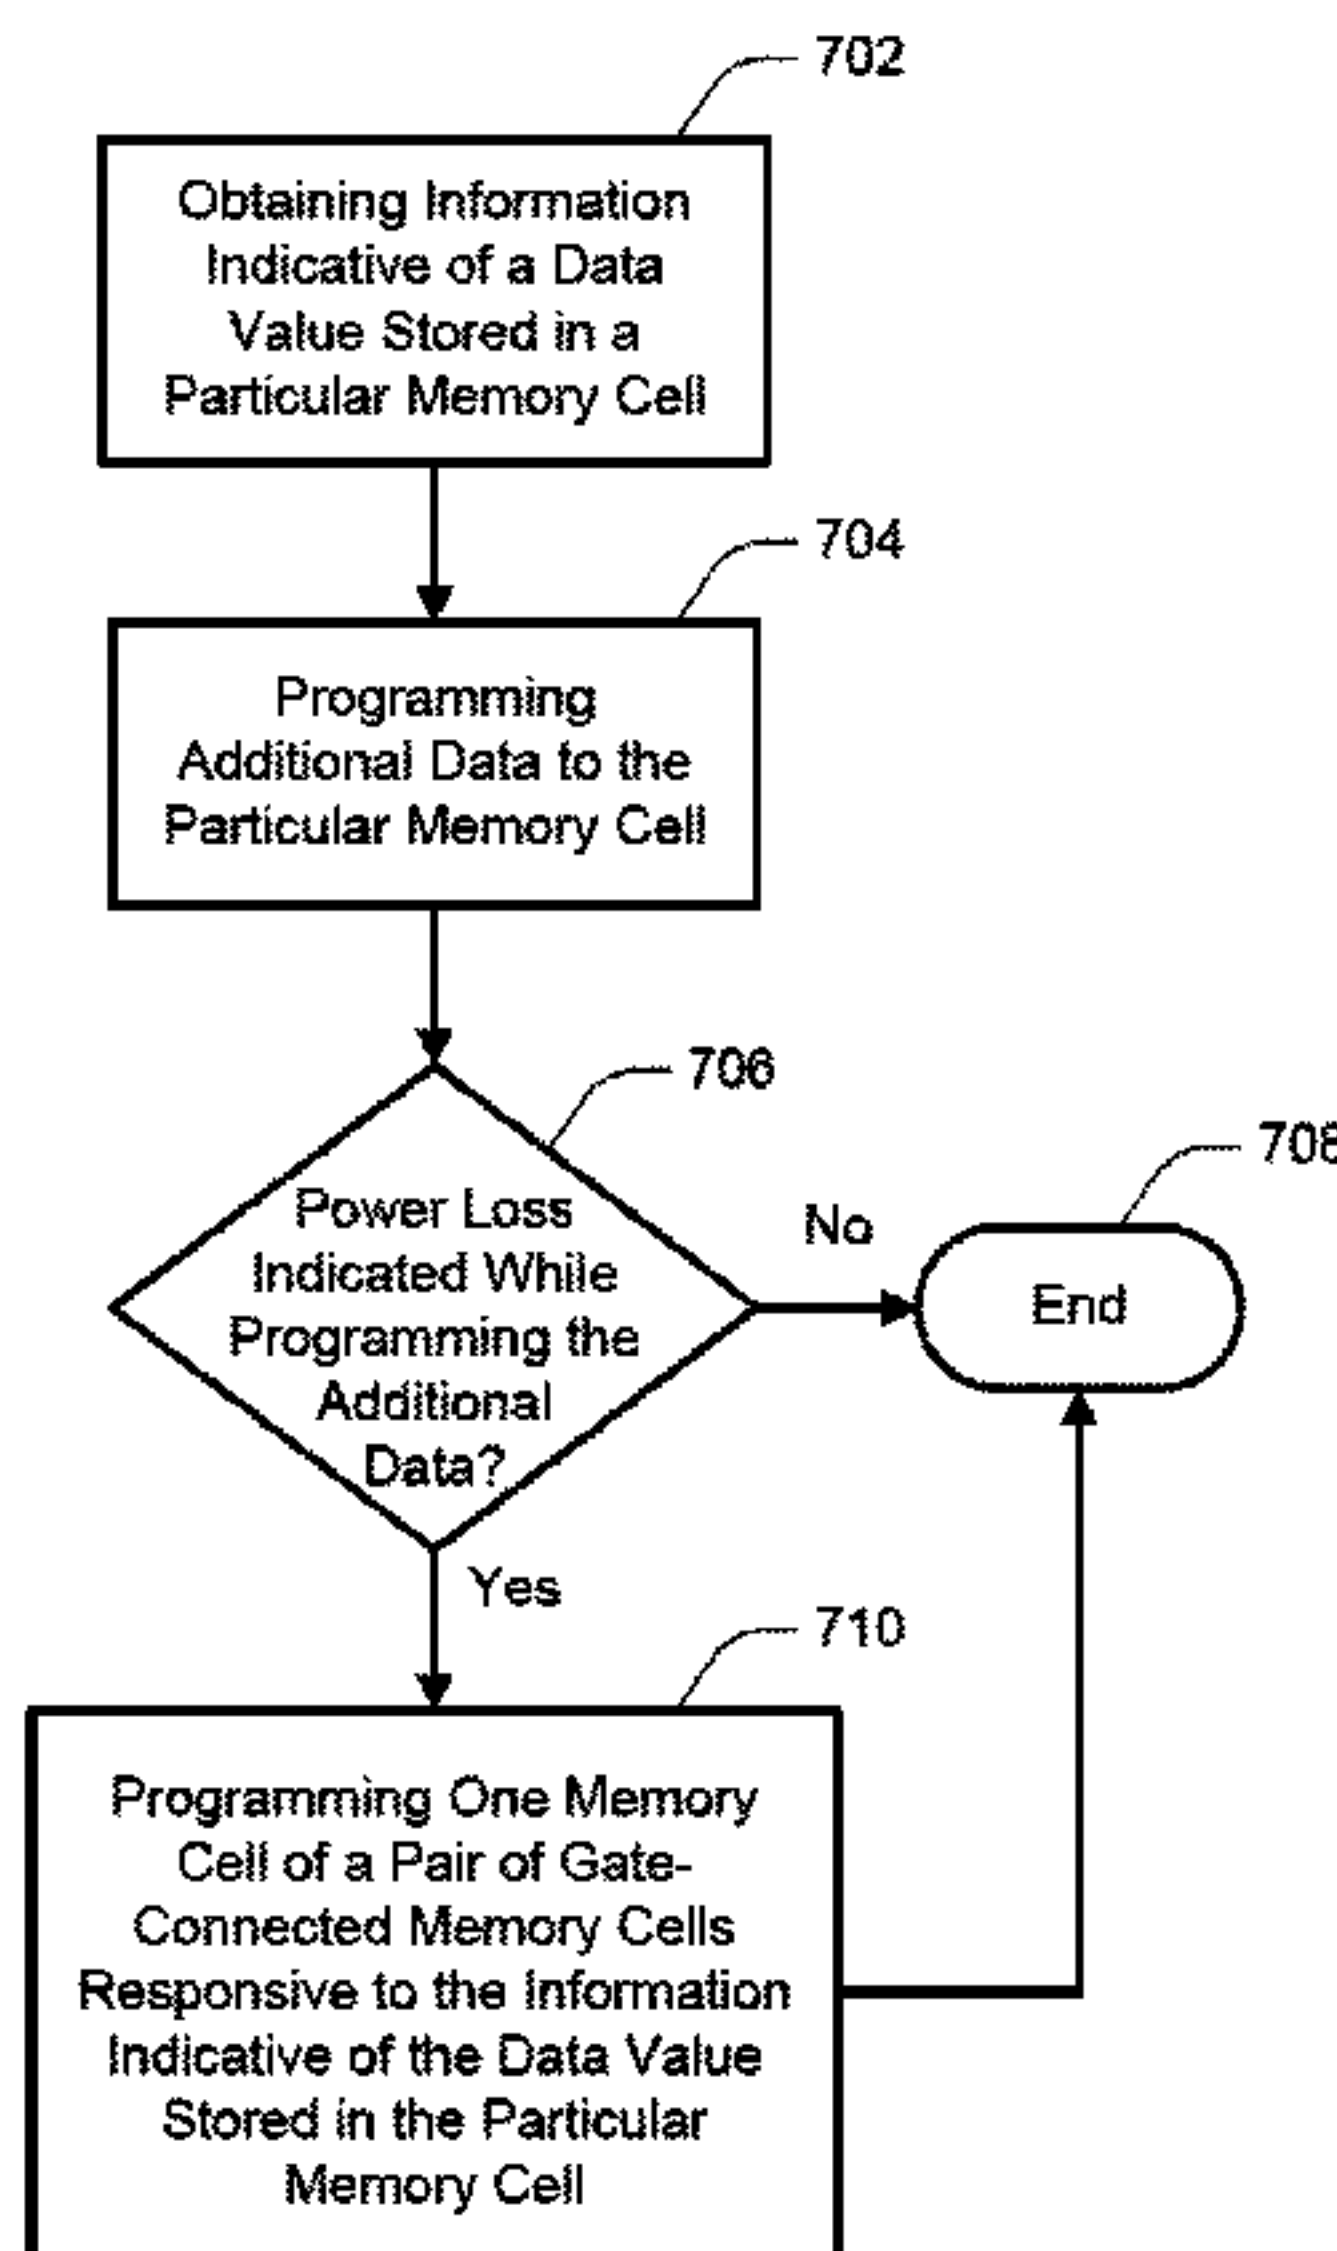 702
Obtaining Information
Indicative of a Data
Value Stored in a
Particular Memory Cell
704
Programming
Additional Data to the
Particular Memory Cell
706
Power Loss
Indicated While
Programming the
Additional
Data?
No
708
End
Yes
710
Programming One Memory
Cell of a Pair of Gate-
Connected Memory Cells
Responsive to the Information
Indicative of the Data Value
Stored in the Particular
Memory Cell